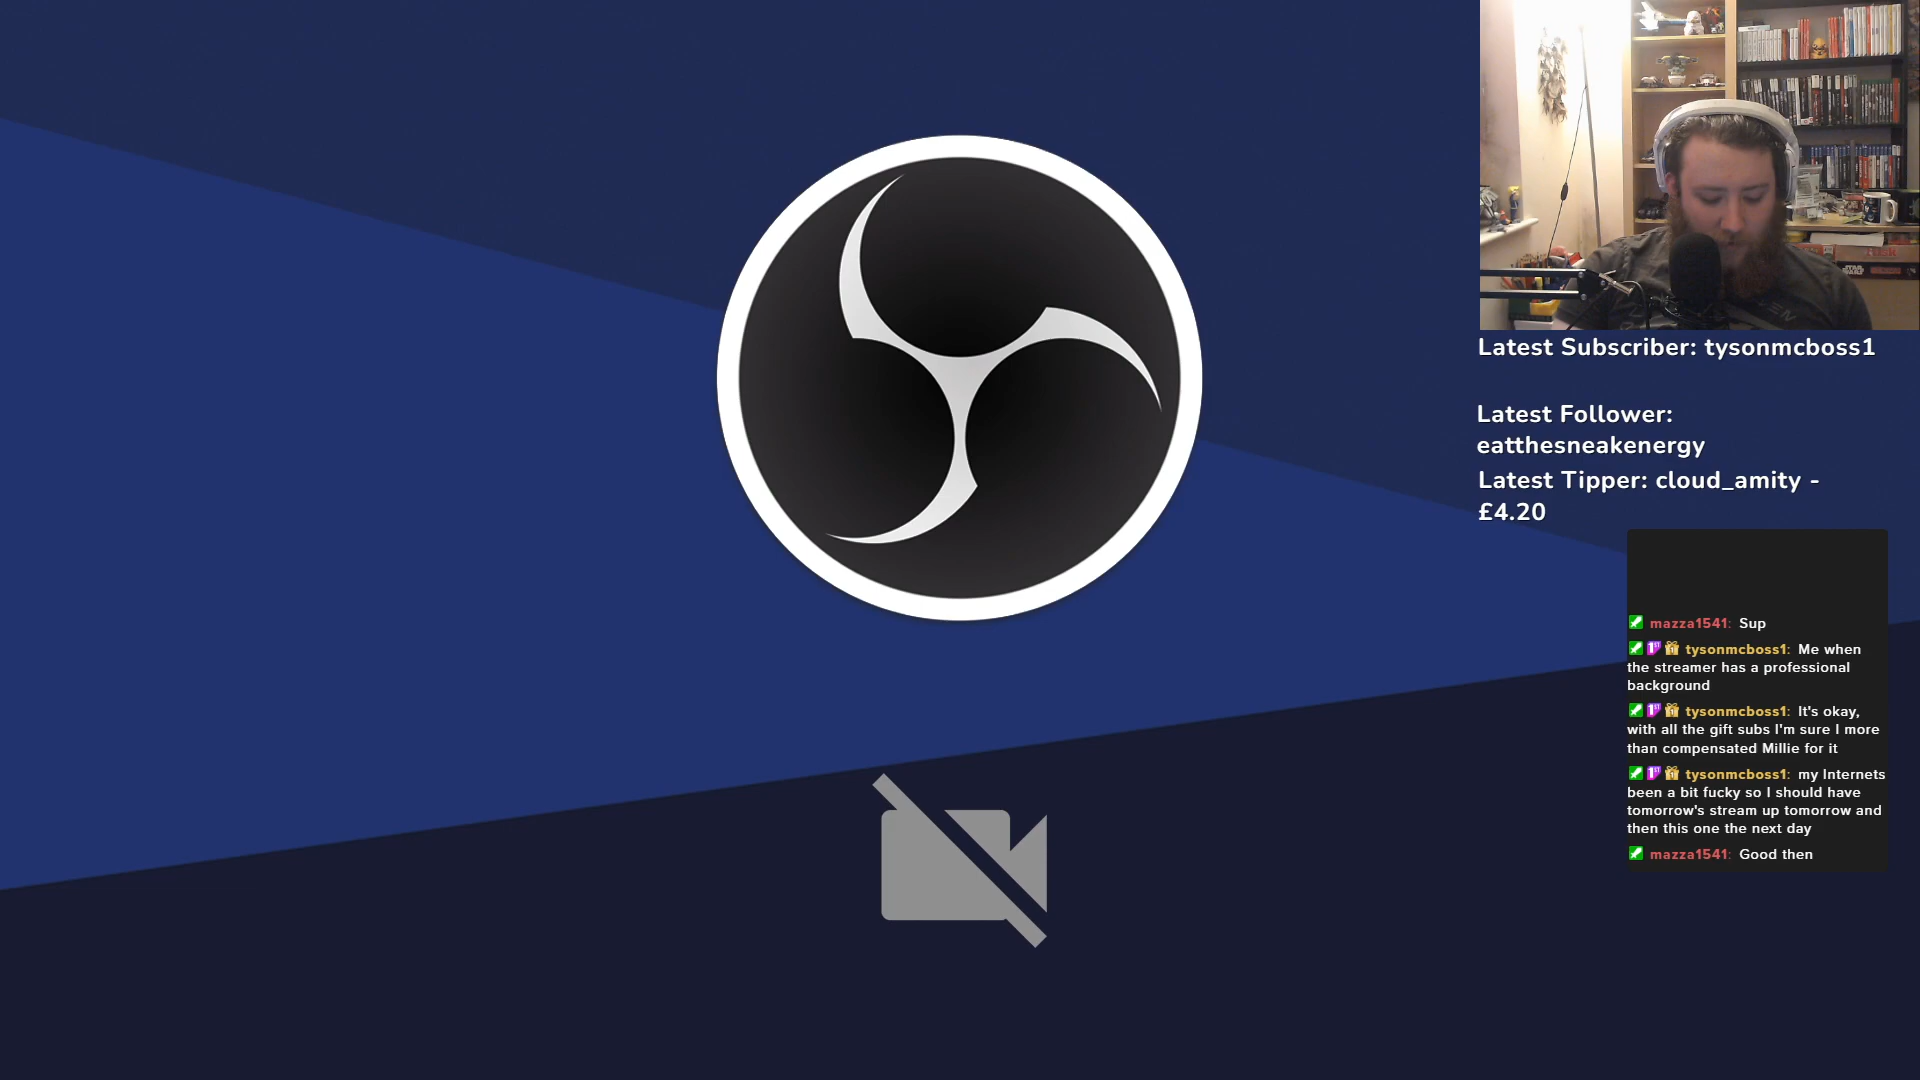 Latest Subscriber: tysonmcboss1
Latest Follower:
eatthesneakenergy
Latest Tipper: cloud_amity -
£4.20
mazza1541: Sup
tysonmcboss1: Me when
the streamer has a professional
background
tysonmcboss1: It's okay,
with all the gift subs I'm sure I more
than compensated Millie for it
tysonmcboss1: my Internets
been a bit fucky so I should have
tomorrow's stream up tomorrow and
then this one the next day
mazza1541: Good then